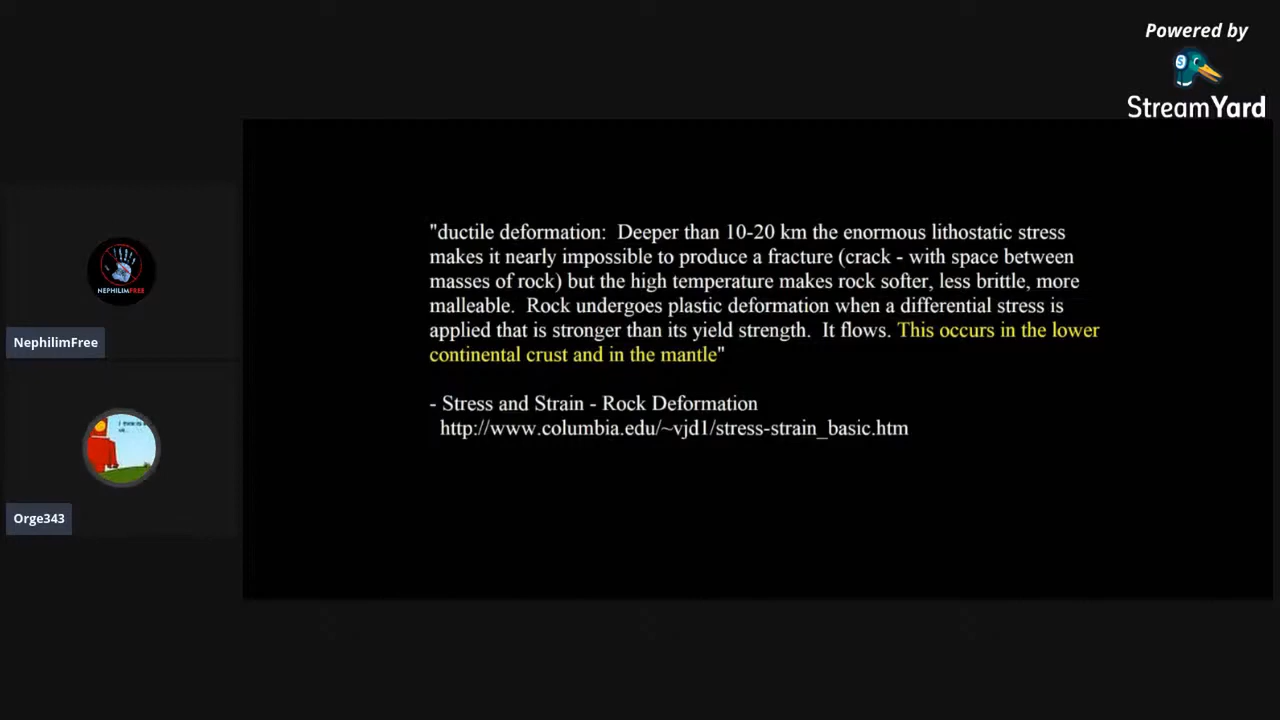 Powered by
StreamYard
"ductile deformation:  Deeper than 10-20 km the enormous lithostatic stress
makes it nearly impossible to produce a fracture (crack - with space between
masses of rock) but the high temperature makes rock softer, less brittle, more
malleable.  Rock undergoes plastic deformation when a differential stress is
applied that is stronger than its yield strength.  It flows. This occurs in the lower
continental crust and in the mantle"
- Stress and Strain - Rock Deformation
http://www.columbia.edu/~vjd1/stress-strain_basic.htm
NEPHILIMFREE
NephilimFree
Orge343